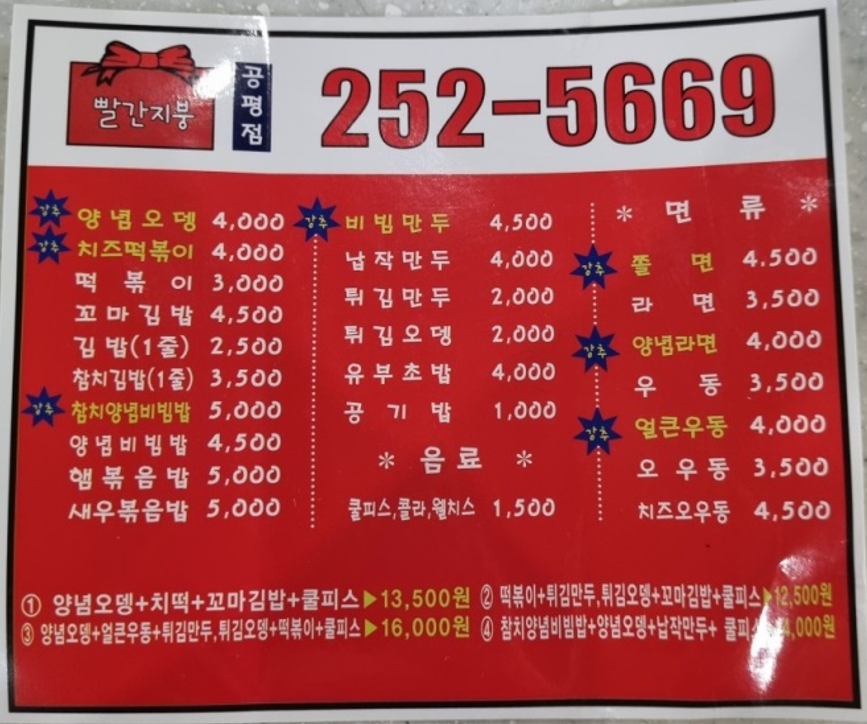 빨간지붕
공평점
252-5669
강추 양념오뎅 4,000
강추 치즈떡볶이 4,000
떡볶이 3,000
꼬마김밥 4,500
김밥(1줄) 2,500
참치김밥(1줄) 3,500
강추 참치양념비빔밥 5,000
양념비빔밥 4,500
햄볶음밥 5,000
새우볶음밥 5,000
강추 비빔만두 4,500
납작만두 4,000
튀김만두 2,000
튀김오뎅 2,000
유부초밥 4,000
공기밥 1,000
* 음료 *
쿨피스,콜라,웰치스 1,500
* 면 류 *
강추 쫄면 4.500
라면 3,500
강추 양념라면 4,000
우동 3,500
강추 얼큰우동 4,000
오우동 3,500
치즈오우동 4,500
① 양념오뎅+치떡+꼬마김밥+쿨피스▶13,500원
② 떡볶이+튀김만두,튀김오뎅+꼬마김밥+쿨피스▶12,500원
③ 양념오뎅+얼큰우동+튀김만두,튀김오뎅+떡볶이+쿨피스▶16,000원
④ 참치양념비빔밥+양념오뎅+납작만두+